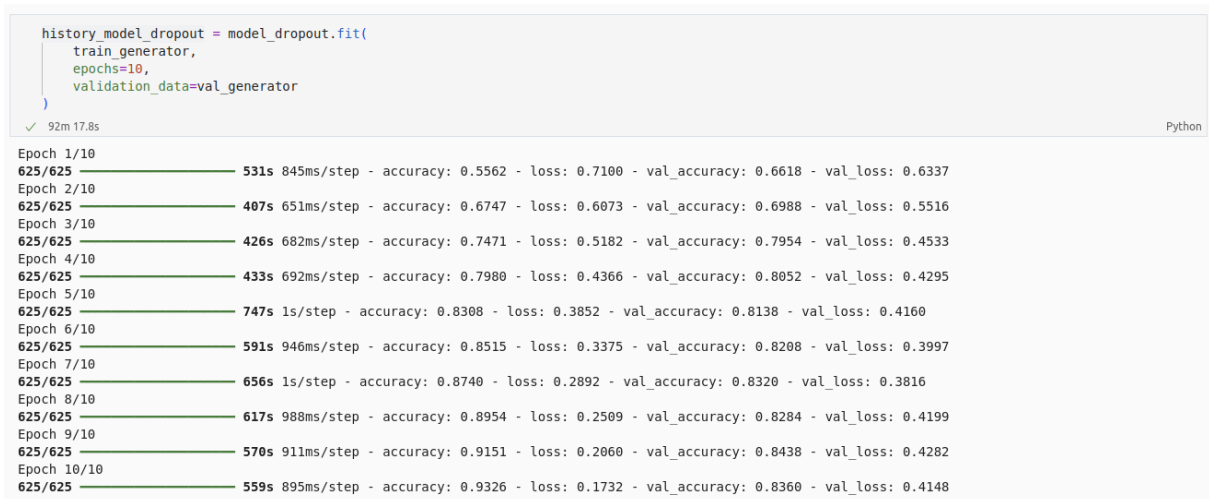 history_model_dropout = model_dropout.fit(
    train_generator,
    epochs=10,
    validation_data=val_generator
)
92m 17.8s Python
Epoch 1/10
625/625 531s 845ms/step - accuracy: 0.5562 - loss: 0.7100 - val_accuracy: 0.6618 - val_loss: 0.6337
Epoch 2/10
625/625 407s 651ms/step - accuracy: 0.6747 - loss: 0.6073 - val_accuracy: 0.6988 - val_loss: 0.5516
Epoch 3/10
625/625 426s 682ms/step - accuracy: 0.7471 - loss: 0.5182 - val_accuracy: 0.7954 - val_loss: 0.4533
Epoch 4/10
625/625 433s 692ms/step - accuracy: 0.7980 - loss: 0.4366 - val_accuracy: 0.8052 - val_loss: 0.4295
Epoch 5/10
625/625 747s 1s/step - accuracy: 0.8308 - loss: 0.3852 - val_accuracy: 0.8138 - val_loss: 0.4160
Epoch 6/10
625/625 591s 946ms/step - accuracy: 0.8515 - loss: 0.3375 - val_accuracy: 0.8208 - val_loss: 0.3997
Epoch 7/10
625/625 656s 1s/step - accuracy: 0.8740 - loss: 0.2892 - val_accuracy: 0.8320 - val_loss: 0.3816
Epoch 8/10
625/625 617s 988ms/step - accuracy: 0.8954 - loss: 0.2509 - val_accuracy: 0.8284 - val_loss: 0.4199
Epoch 9/10
625/625 570s 911ms/step - accuracy: 0.9151 - loss: 0.2060 - val_accuracy: 0.8438 - val_loss: 0.4282
Epoch 10/10
625/625 559s 895ms/step - accuracy: 0.9326 - loss: 0.1732 - val_accuracy: 0.8360 - val_loss: 0.4148